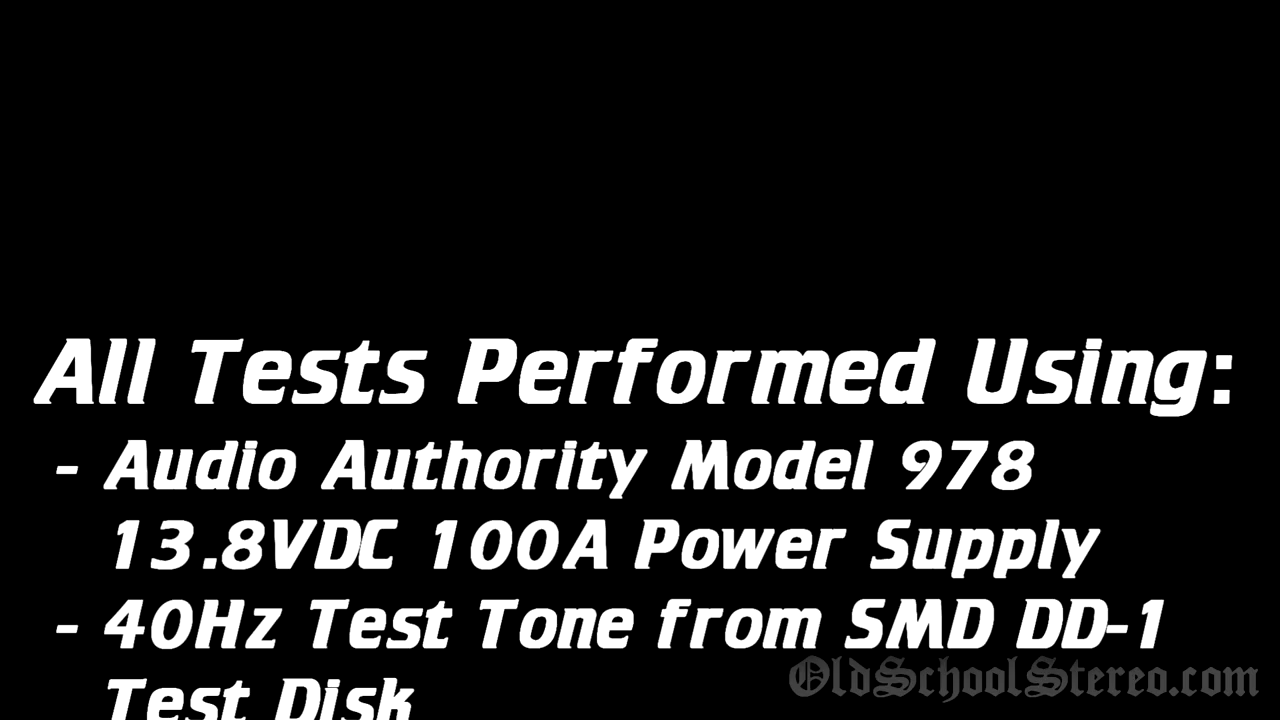 All Tests Performed Using:
- Audio Authority Model 978
13.8VDC 100A Power Supply
- 40Hz Test Tone from SMD DD-1
Test Disk
OldSchoolStereo.com